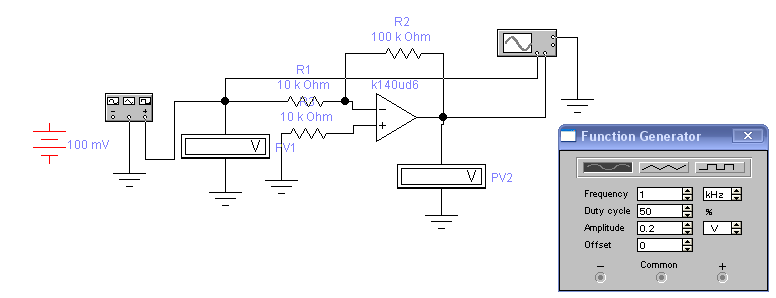 R2
100 k Ohm
R1
10 k Ohm
k140ud6
R3
10 k Ohm
100 mV
V
PV1
V
PV2
Function Generator
Frequency 1 kHz
Duty cycle 50 %
Amplitude 0.2 V
Offset 0
− Common +